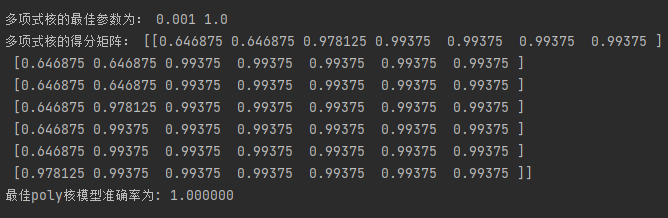 多项式核的最佳参数为: 0.001 1.0
多项式核的得分矩阵: [[0.646875 0.646875 0.978125 0.99375 0.99375 0.99375 0.99375 ]
[0.646875 0.646875 0.99375 0.99375 0.99375 0.99375 0.99375 ]
[0.646875 0.646875 0.99375 0.99375 0.99375 0.99375 0.99375 ]
[0.646875 0.978125 0.99375 0.99375 0.99375 0.99375 0.99375 ]
[0.646875 0.99375 0.99375 0.99375 0.99375 0.99375 0.99375 ]
[0.646875 0.99375 0.99375 0.99375 0.99375 0.99375 0.99375 ]
[0.978125 0.99375 0.99375 0.99375 0.99375 0.99375 0.99375 ]]
最佳poly核模型准确率为: 1.000000